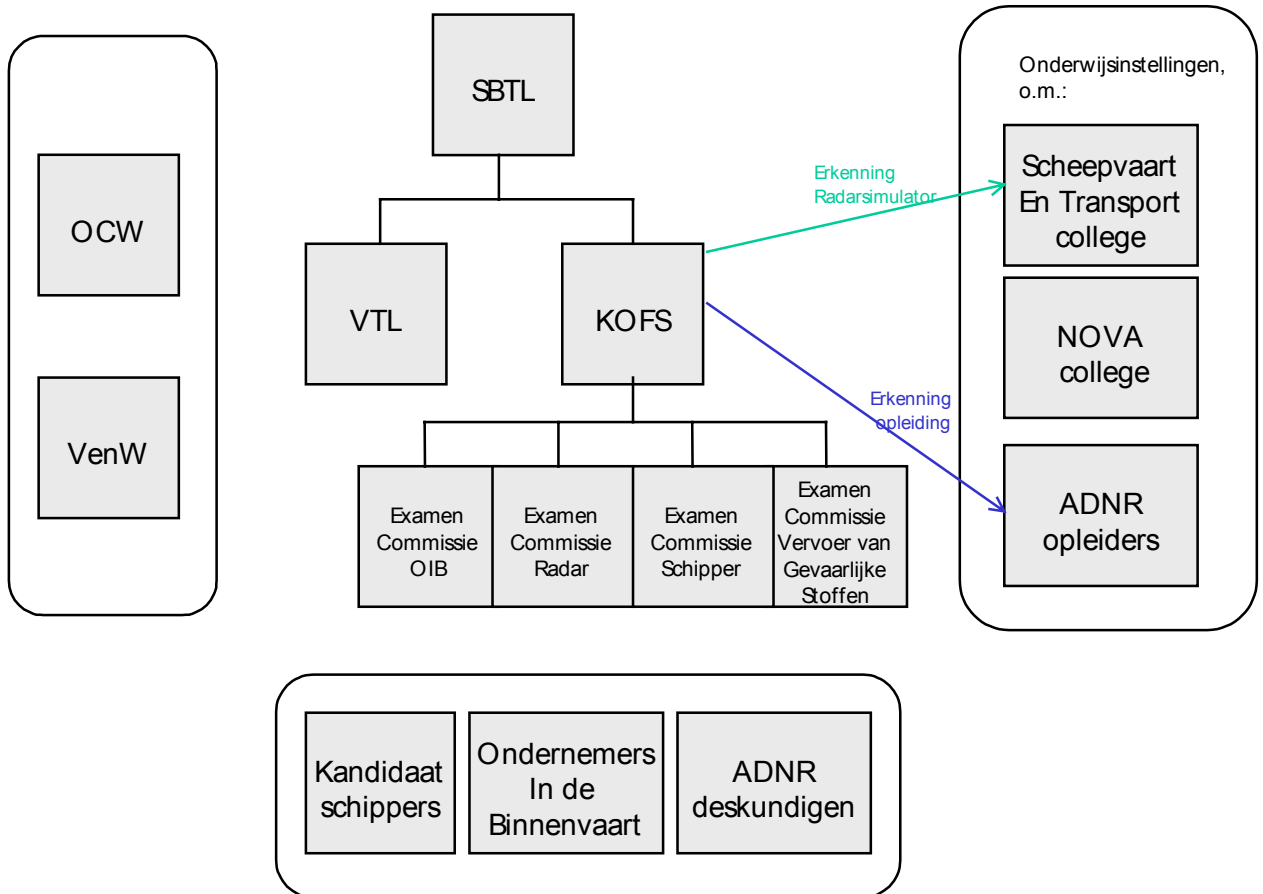 SBTL
Onderwijsinstellingen,
o.m.:
OCW
VenW
VTL
KOFS
Erkenning
Radarsimulator
Erkenning
opleiding
Scheepvaart
En Transport
college
NOVA
college
ADNR
opleiders
Examen
Commissie
OIB
Examen
Commissie
Radar
Examen
Commissie
Schipper
Examen
Commissie
Vervoer van
Gevaarlijke
Stoffen
Kandidaat
schippers
Ondernemers
In de
Binnenvaart
ADNR
deskundigen